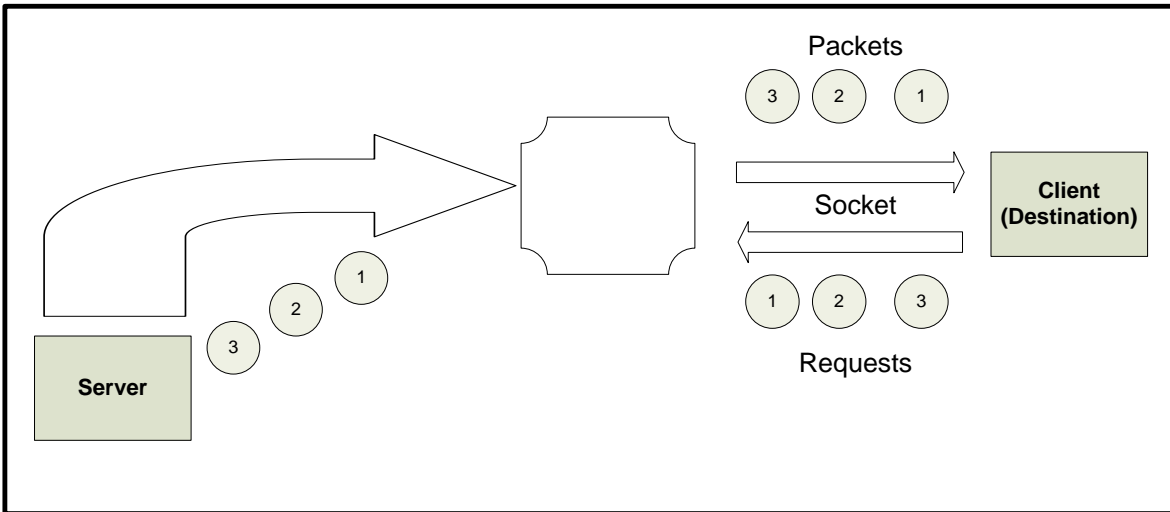 Packets
3 2 1
Client
(Destination)
Socket
1
2
3
1 2 3
Server
Requests